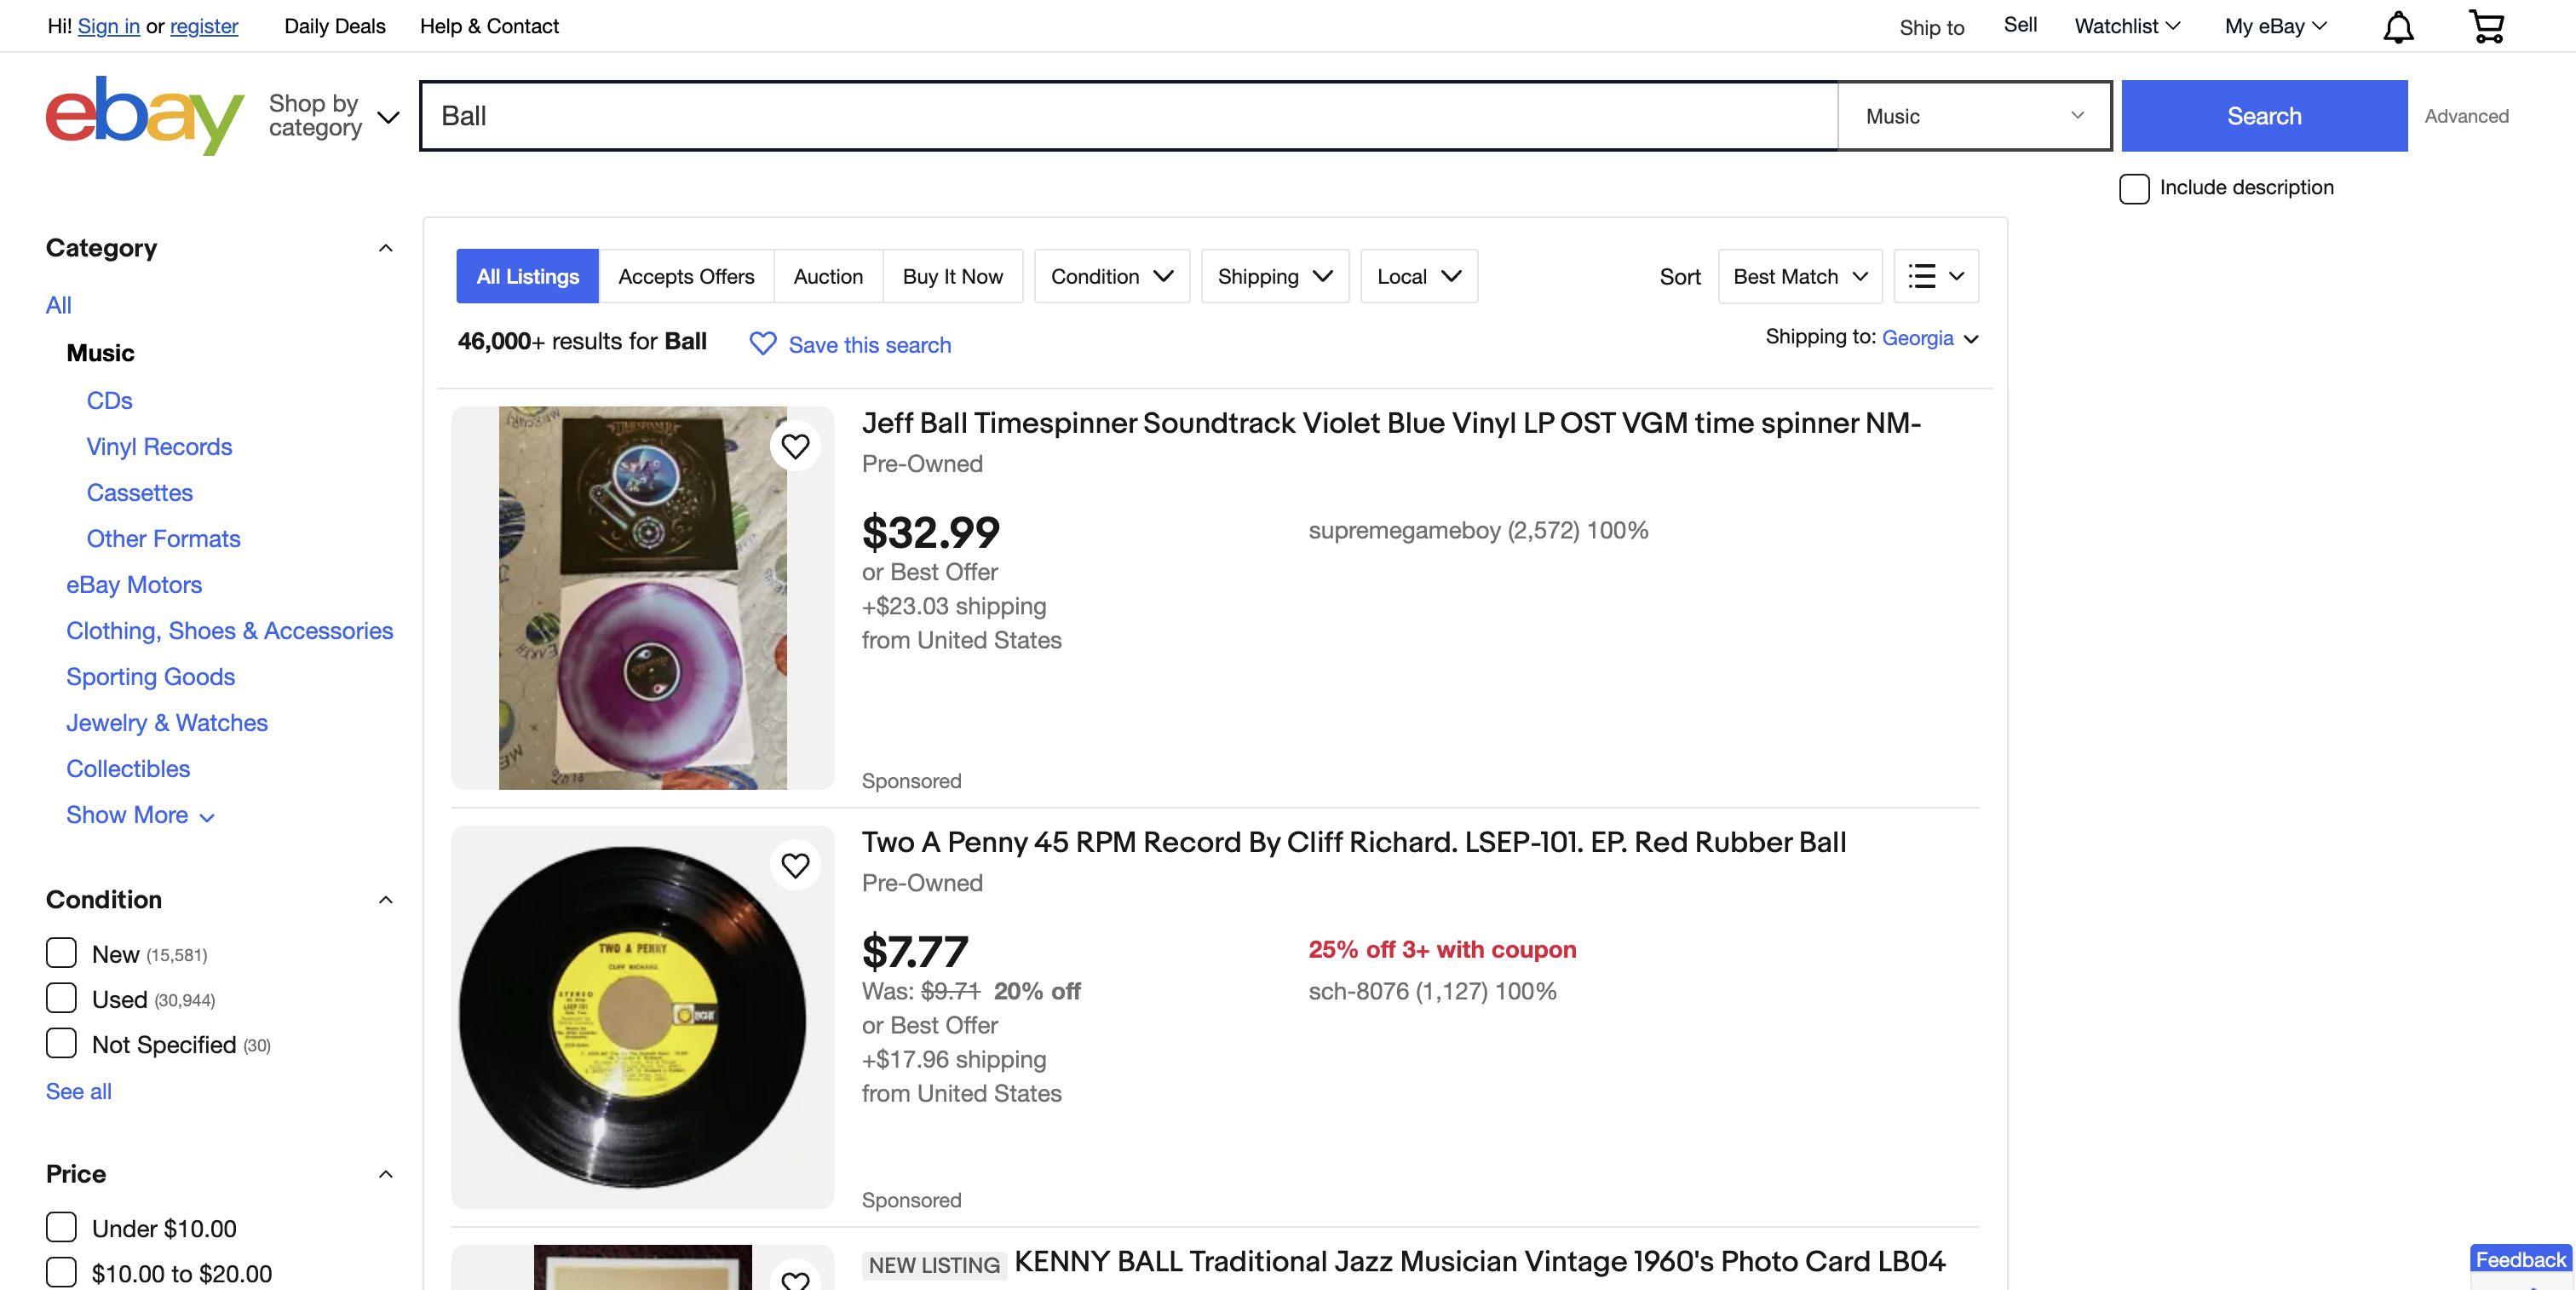 Hi! Sign in or register Daily Deals Help & Contact Ship to Sell Watchlist My eBay
ebay Shop by category Ball Music Search Advanced
Include description
Category
All
Music
CDs
Vinyl Records
Cassettes
Other Formats
eBay Motors
Clothing, Shoes & Accessories
Sporting Goods
Jewelry & Watches
Collectibles
Show More
Condition
New (15,581)
Used (30,944)
Not Specified (30)
See all
Price
Under $10.00
$10.00 to $20.00
All Listings Accepts Offers Auction Buy It Now Condition Shipping Local Sort Best Match
46,000+ results for Ball Save this search Shipping to: Georgia
Jeff Ball Timespinner Soundtrack Violet Blue Vinyl LP OST VGM time spinner NM-
Pre-Owned
$32.99 supremegameboy (2,572) 100%
or Best Offer
+$23.03 shipping
from United States
Sponsored
TWO A PENNY
CLIFF RICHARD
Two A Penny 45 RPM Record By Cliff Richard. LSEP-101. EP. Red Rubber Ball
Pre-Owned
$7.77 25% off 3+ with coupon
Was: $9.71 20% off sch-8076 (1,127) 100%
or Best Offer
+$17.96 shipping
from United States
Sponsored
NEW LISTING KENNY BALL Traditional Jazz Musician Vintage 1960's Photo Card LB04
Feedback